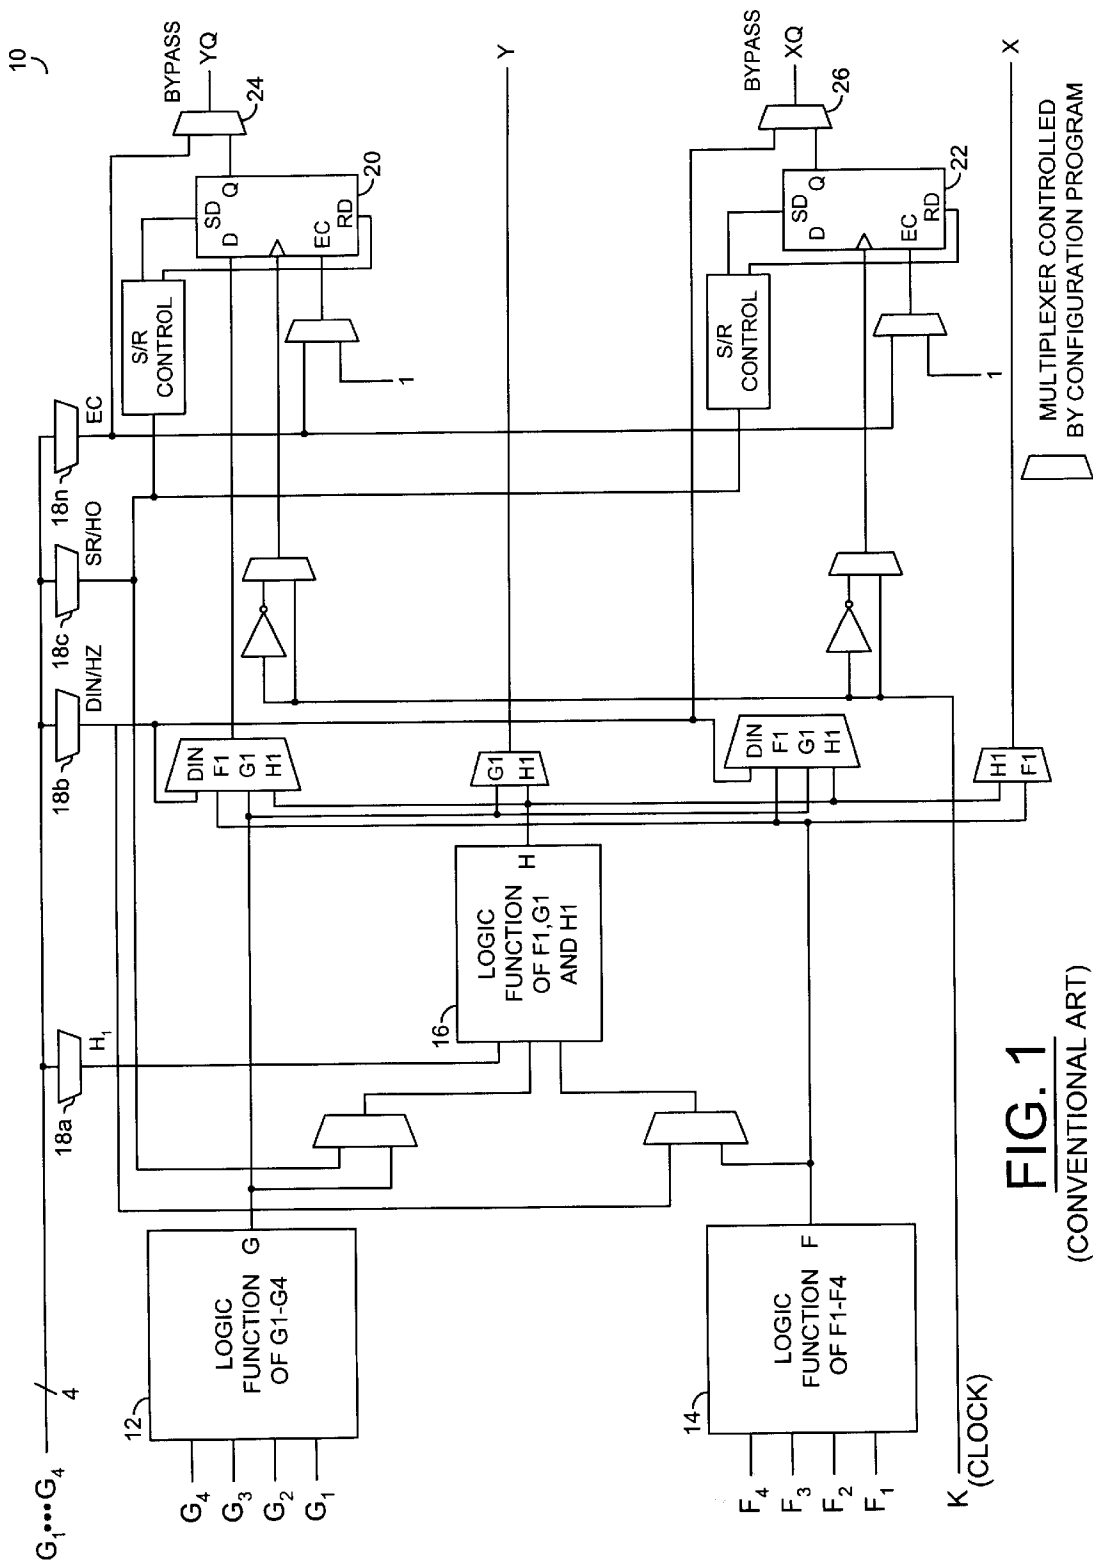 10
G1•••G4
4
18a
H1
18b
DIN/HZ
18c
SR/HO
18n
EC
G4
G3
G2
G1
12
LOGIC
FUNCTION
OF G1-G4
G
DIN
F1
G1
H1
S/R
CONTROL
1
SD
D
Q
EC
RD
20
24
BYPASS
YQ
16
LOGIC
FUNCTION
OF F1,G1
AND H1
H
G1
H1
Y
F4
F3
F2
F1
14
LOGIC
FUNCTION
OF F1-F4
F
DIN
F1
G1
H1
S/R
CONTROL
1
SD
D
Q
EC
RD
22
26
BYPASS
XQ
K
(CLOCK)
H1
F1
X
MULTIPLEXER CONTROLLED
BY CONFIGURATION PROGRAM
FIG. 1
(CONVENTIONAL ART)